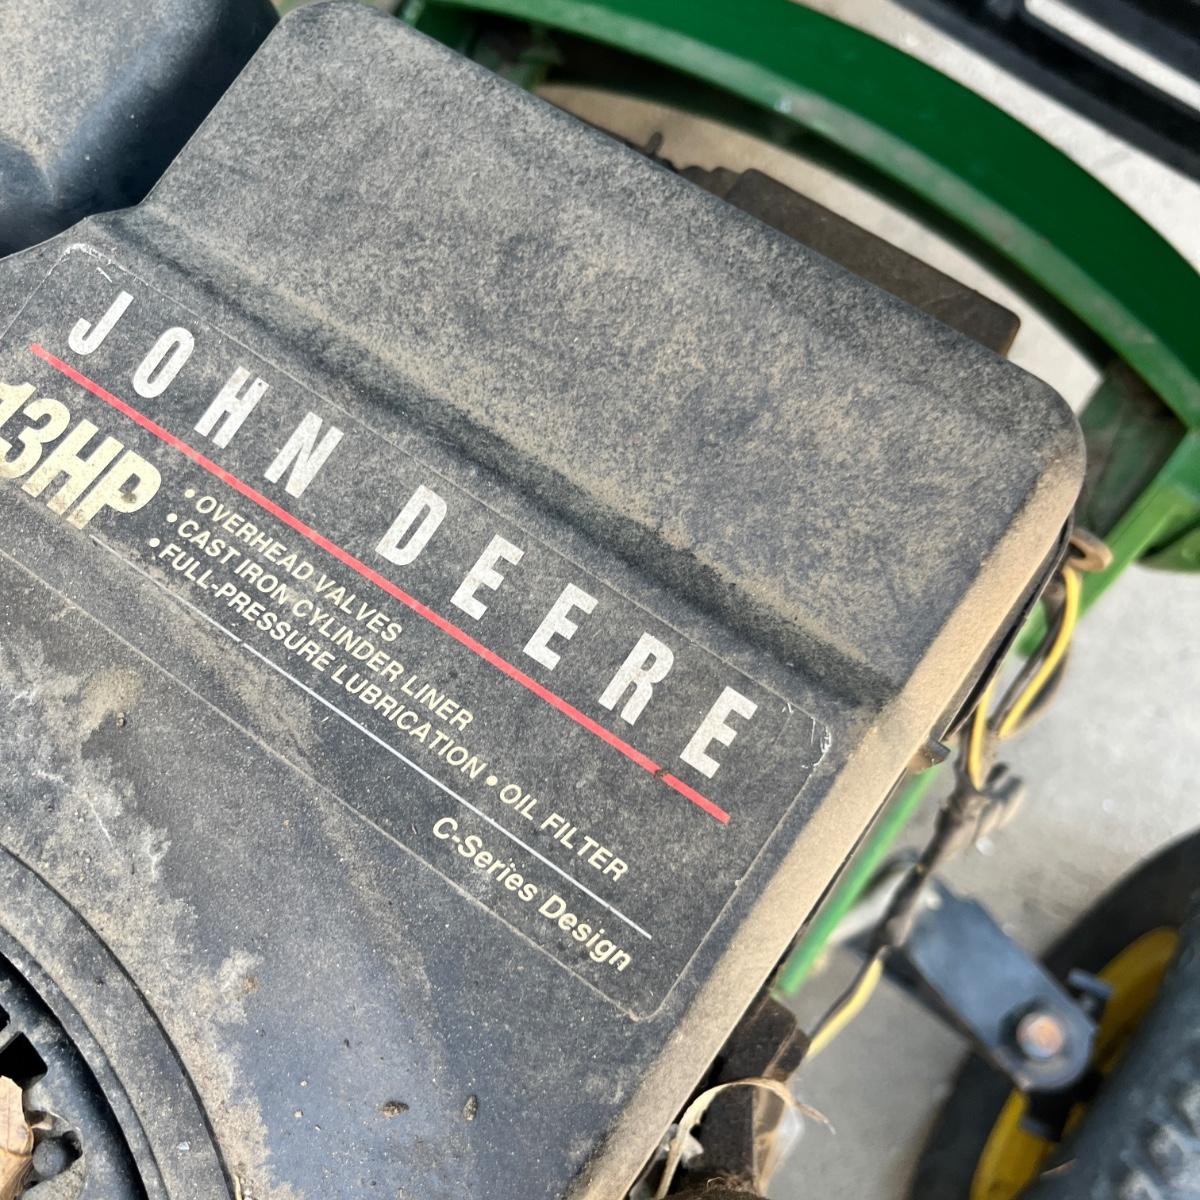 JOHN DEERE
13HP
• OVERHEAD VALVES
• CAST IRON CYLINDER LINER
• FULL-PRESSURE LUBRICATION • OIL FILTER
C-Series Design